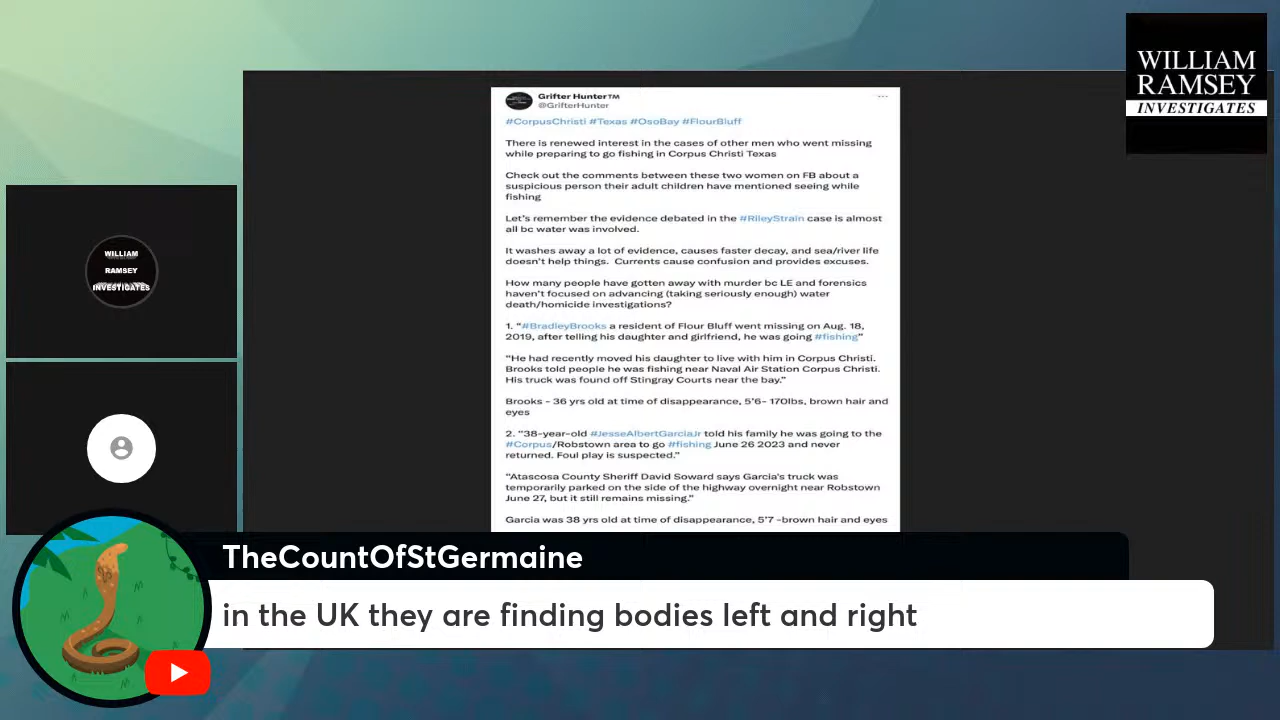 WILLIAM
RAMSEY
INVESTIGATES
Grifter Hunter™
@GrifterHunter
#CorpusChristi #Texas #OsoBay #FlourBluff
There is renewed interest in the cases of other men who went missing
while preparing to go fishing in Corpus Christi Texas
Check out the comments between these two women on FB about a
suspicious person their adult children have mentioned seeing while
fishing
Let's remember the evidence debated in the #RileyStrain case is almost
all bc water was involved.
It washes away a lot of evidence, causes faster decay, and sea/river life
doesn't help things.  Currents cause confusion and provides excuses.
How many people have gotten away with murder bc LE and forensics
haven't focused on advancing (taking seriously enough) water
death/homicide investigations?
1. "#BradleyBrooks a resident of Flour Bluff went missing on Aug. 18,
2019, after telling his daughter and girlfriend, he was going #fishing"
"He had recently moved his daughter to live with him in Corpus Christi.
Brooks told people he was fishing near Naval Air Station Corpus Christi.
His truck was found off Stingray Courts near the bay."
Brooks - 36 yrs old at time of disappearance, 5'6- 170lbs, brown hair and
eyes
2. "38-year-old #JesseAlbertGarciaJr told his family he was going to the
#Corpus/Robstown area to go #fishing June 26 2023 and never
returned. Foul play is suspected."
"Atascosa County Sheriff David Soward says Garcia's truck was
temporarily parked on the side of the highway overnight near Robstown
June 27, but it still remains missing."
Garcia was 38 yrs old at time of disappearance, 5'7 -brown hair and eyes
WILLIAM
RAMSEY
INVESTIGATES
TheCountOfStGermaine
in the UK they are finding bodies left and right